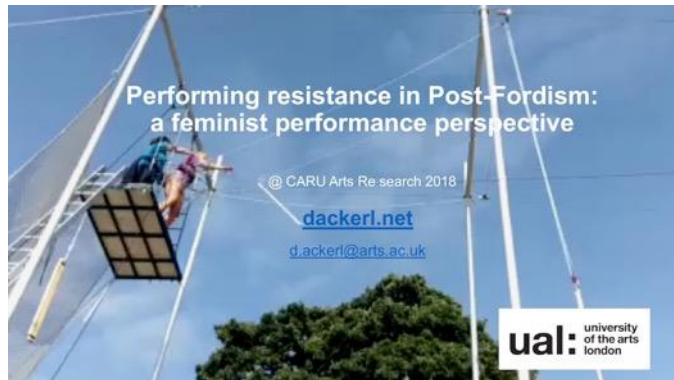 Performing resistance in Post-Fordism:
a feminist performance perspective
@ CARU Arts Re search 2018
dackerl.net
d.ackerl@arts.ac.uk
ual:
university
of the arts
london